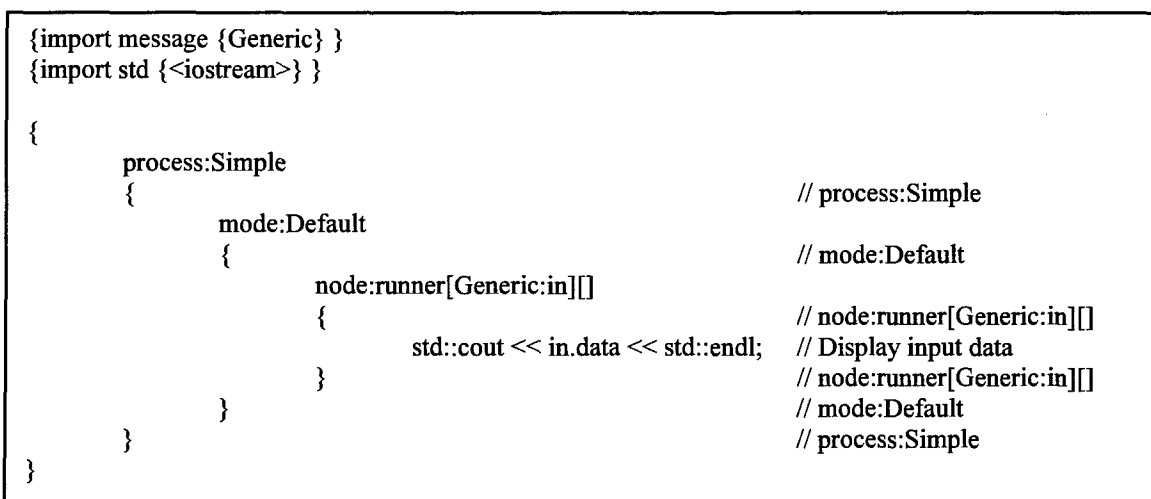 {import message {Generic} }
{import std {<iostream>} }
{
process:Simple
{ // process:Simple
mode:Default
{ // mode:Default
node:runner[Generic:in][]
{ // node:runner[Generic:in][]
std::cout << in.data << std::endl; // Display input data
} // node:runner[Generic:in][]
} // mode:Default
} // process:Simple
}